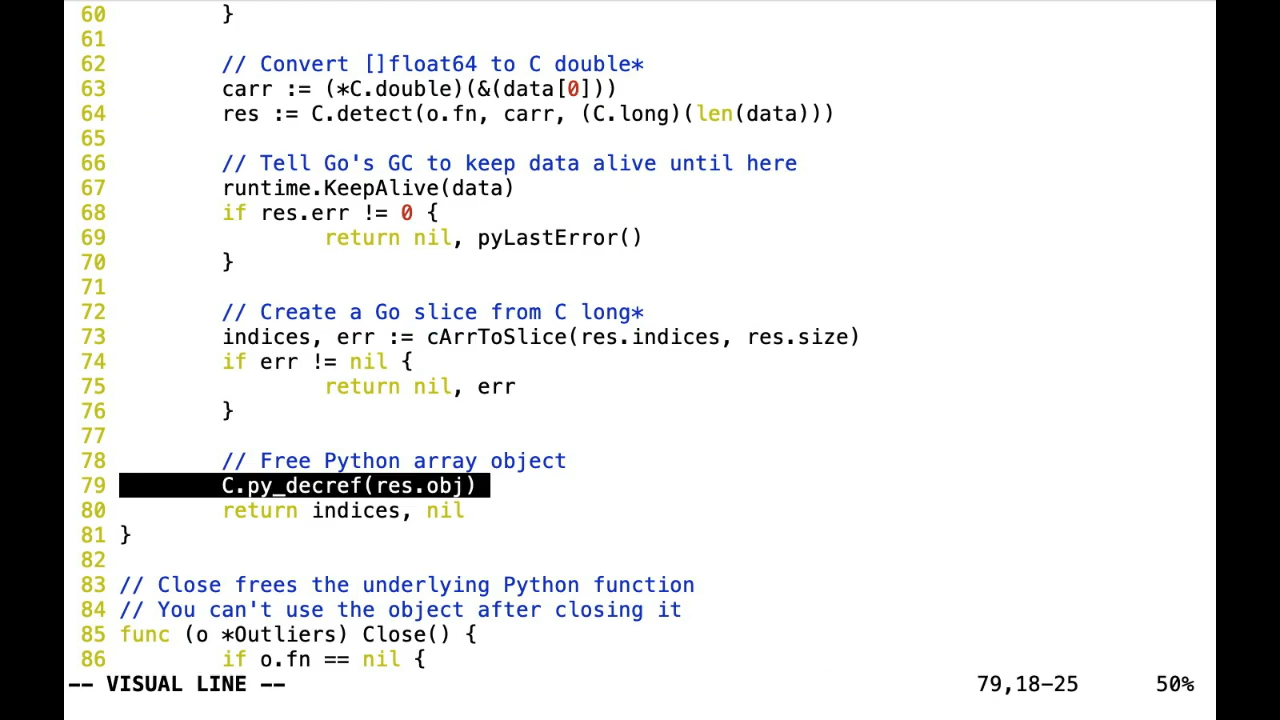 60 }
61
62 // Convert []float64 to C double*
63 carr := (*C.double)(&(data[0]))
64 res := C.detect(o.fn, carr, (C.long)(len(data)))
65
66 // Tell Go's GC to keep data alive until here
67 runtime.KeepAlive(data)
68 if res.err != 0 {
69 return nil, pyLastError()
70 }
71
72 // Create a Go slice from C long*
73 indices, err := cArrToSlice(res.indices, res.size)
74 if err != nil {
75 return nil, err
76 }
77
78 // Free Python array object
79 C.py_decref(res.obj)
80 return indices, nil
81 }
82
83 // Close frees the underlying Python function
84 // You can't use the object after closing it
85 func (o *Outliers) Close() {
86 if o.fn == nil {
-- VISUAL LINE -- 79,18-25 50%